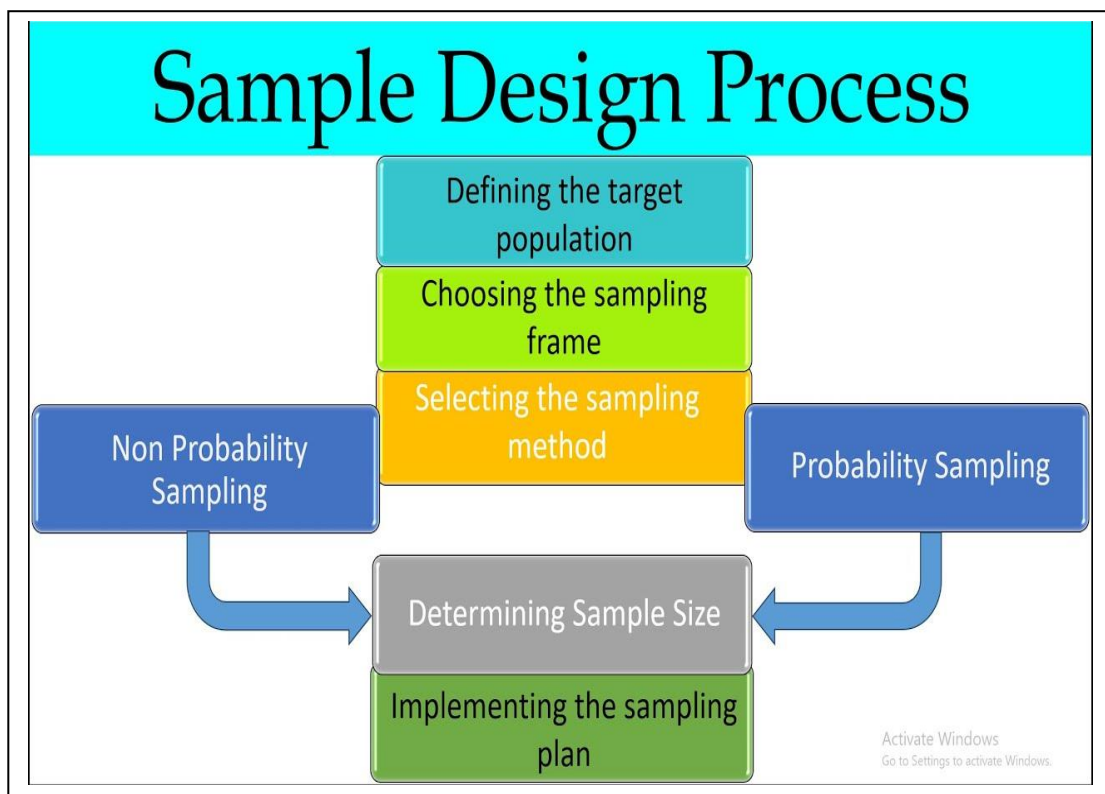 Sample Design Process
Defining the target
population
Choosing the sampling
frame
Selecting the sampling
method
Non Probability
Sampling
Probability Sampling
Determining Sample Size
Implementing the sampling
plan
Activate Windows
Go to Settings to activate Windows.